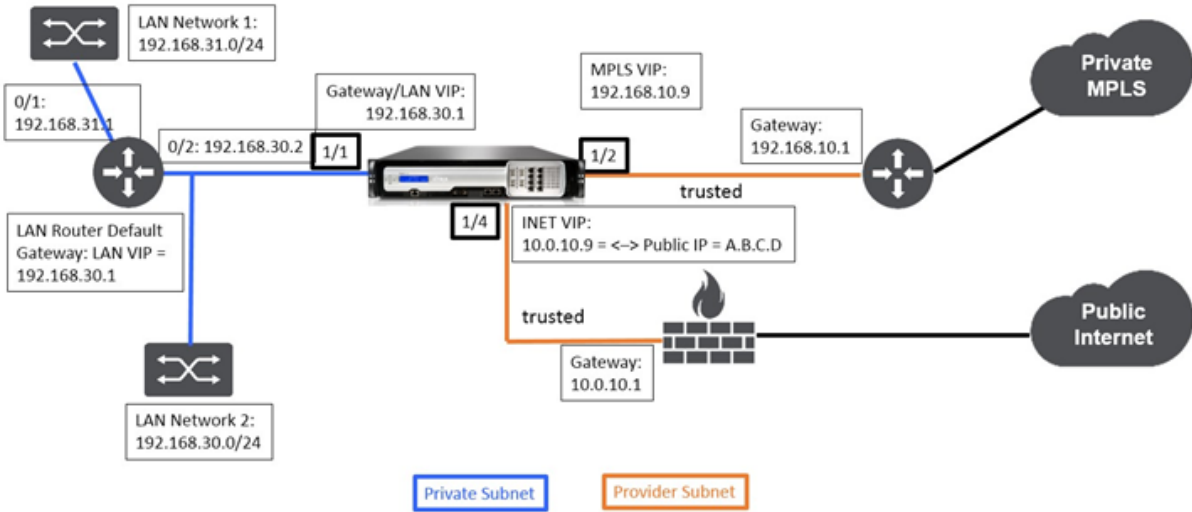 LAN Network 1:
192.168.31.0/24
0/1:
192.168.31.1
0/2: 192.168.30.2
Gateway/LAN VIP:
192.168.30.1
1/1
MPLS VIP:
192.168.10.9
1/2
Gateway:
192.168.10.1
Private
MPLS
trusted
LAN Router Default
Gateway: LAN VIP =
192.168.30.1
1/4
INET VIP:
10.0.10.9 = <–> Public IP = A.B.C.D
trusted
Gateway:
10.0.10.1
Public
Internet
LAN Network 2:
192.168.30.0/24
Private Subnet
Provider Subnet